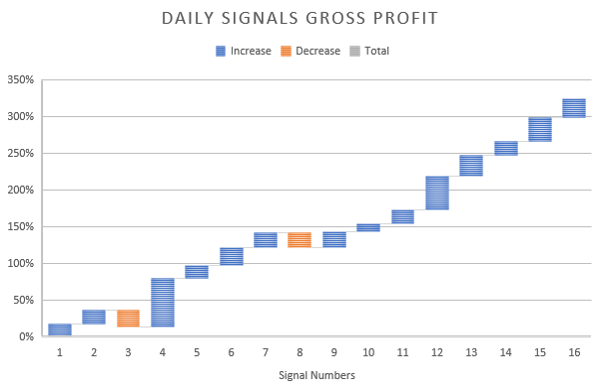 DAILY SIGNALS GROSS PROFIT
Increase Decrease Total
350%
300%
250%
200%
150%
100%
50%
0%
1 2 3 4 5 6 7 8 9 10 11 12 13 14 15 16
Signal Numbers